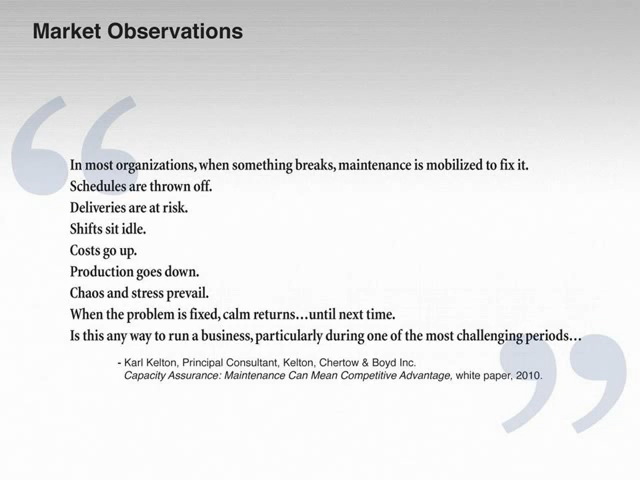 Market Observations
In most organizations, when something breaks, maintenance is mobilized to fix it.
Schedules are thrown off.
Deliveries are at risk.
Shifts sit idle.
Costs go up.
Production goes down.
Chaos and stress prevail.
When the problem is fixed, calm returns…until next time.
Is this any way to run a business, particularly during one of the most challenging periods…
- Karl Kelton, Principal Consultant, Kelton, Chertow & Boyd Inc.
Capacity Assurance: Maintenance Can Mean Competitive Advantage, white paper, 2010.